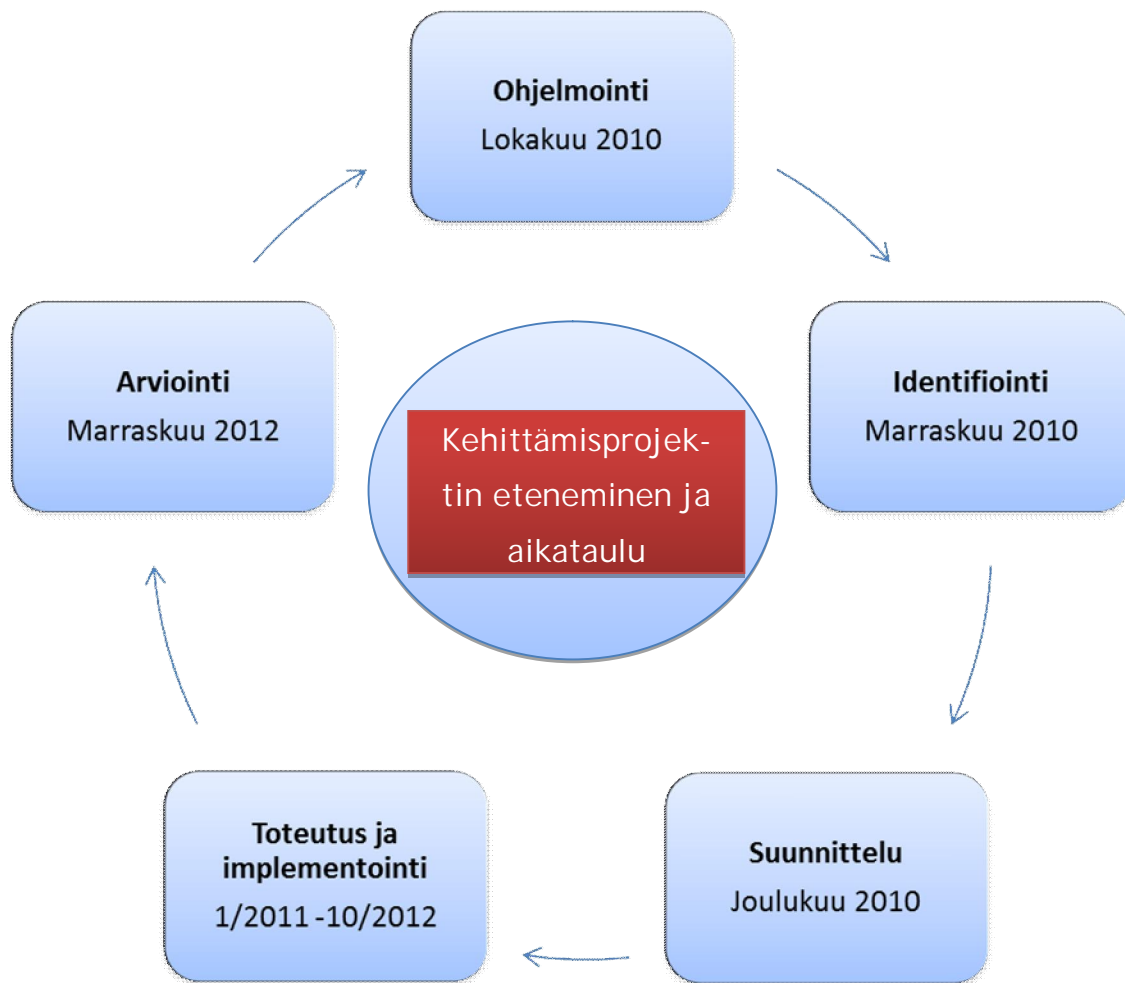 Ohjelmointi
Lokakuu 2010
Identifiointi
Marraskuu 2010
Suunnittelu
Joulukuu 2010
Toteutus ja
implementointi
1/2011 -10/2012
Arviointi
Marraskuu 2012
Kehittämisprojek-
tin eteneminen ja
aikataulu